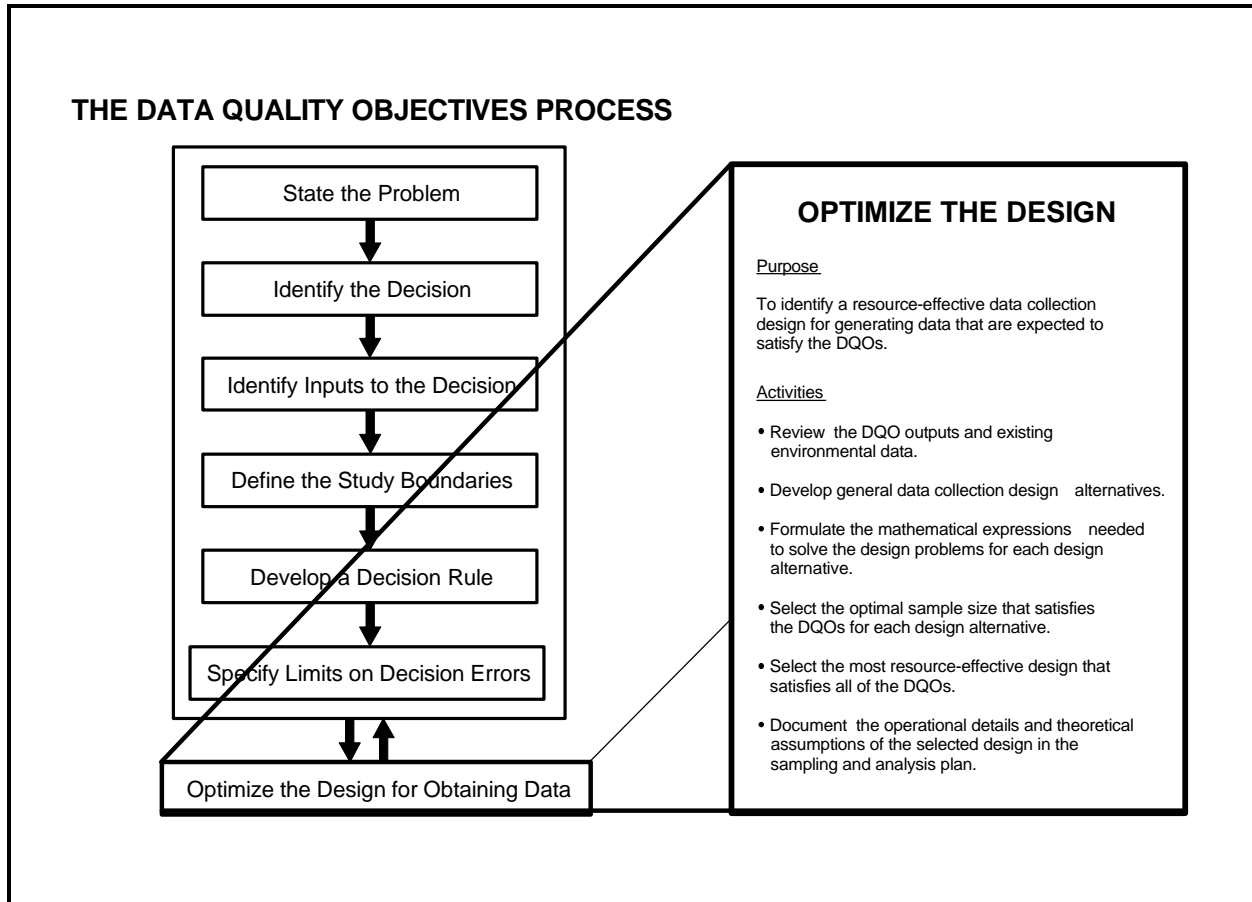 THE DATA QUALITY OBJECTIVES PROCESS
State the Problem
Identify the Decision
Identify Inputs to the Decision
Define the Study Boundaries
Develop a Decision Rule
Specify Limits on Decision Errors
Optimize the Design for Obtaining Data
OPTIMIZE THE DESIGN
Purpose
To identify a resource-effective data collection
design for generating data that are expected to
satisfy the DQOs.
Activities
• Review the DQO outputs and existing
environmental data.
• Develop general data collection design alternatives.
• Formulate the mathematical expressions needed
to solve the design problems for each design
alternative.
• Select the optimal sample size that satisfies
the DQOs for each design alternative.
• Select the most resource-effective design that
satisfies all of the DQOs.
• Document the operational details and theoretical
assumptions of the selected design in the
sampling and analysis plan.